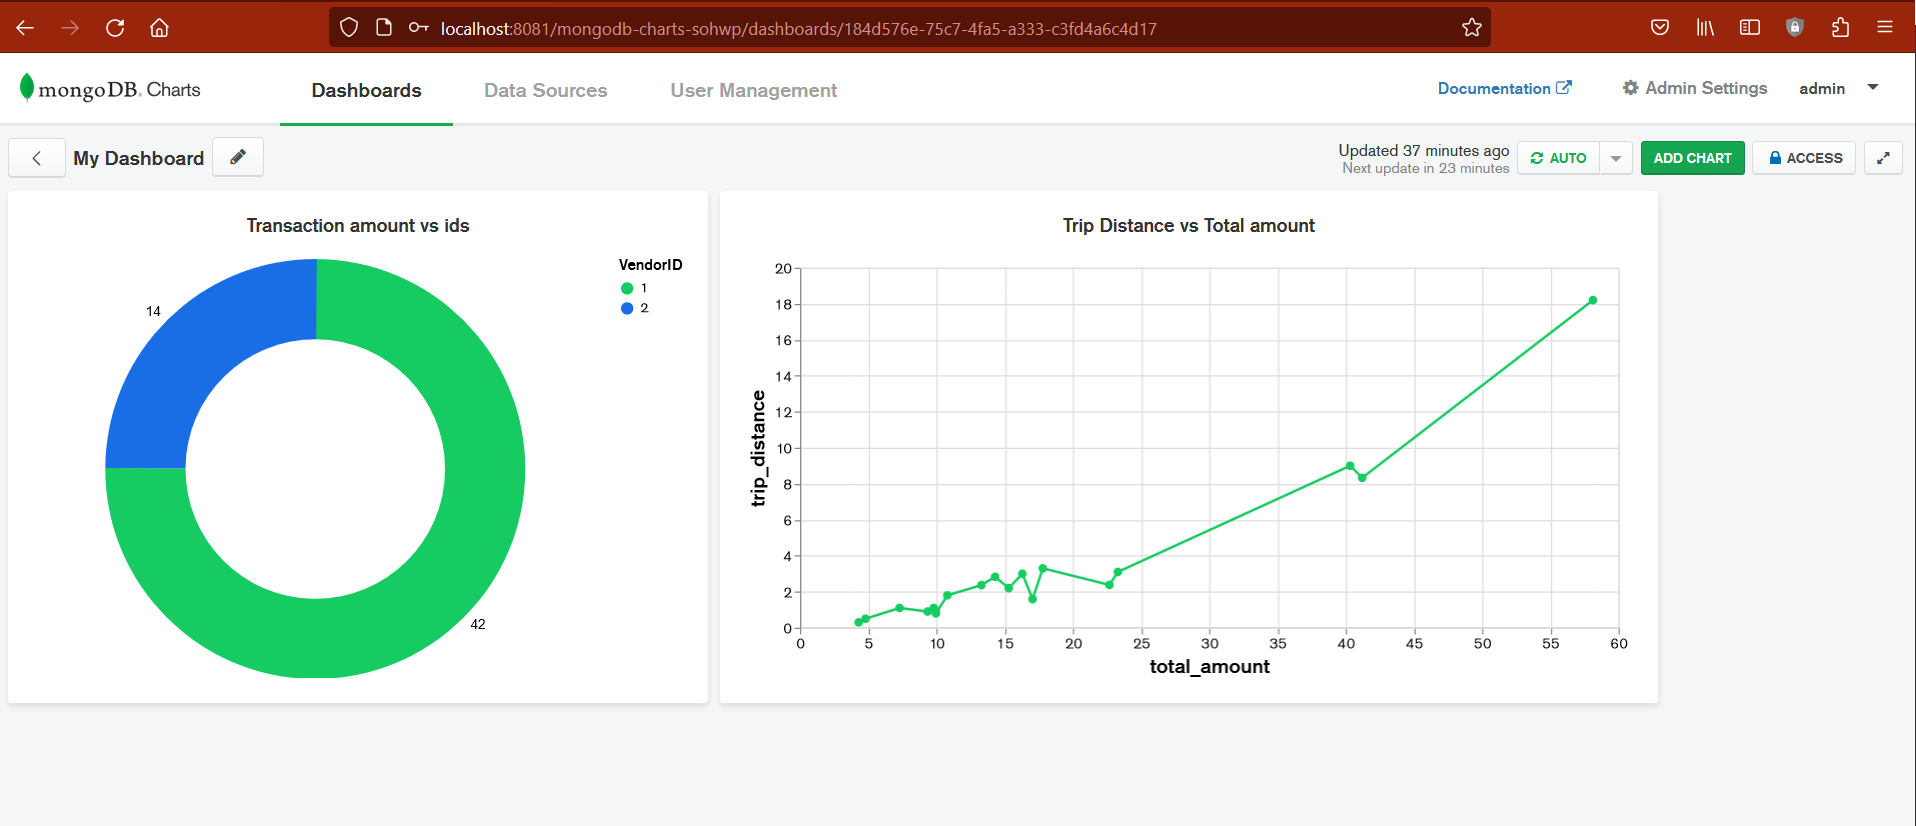 localhost:8081/mongodb-charts-sohwp/dashboards/184d576e-75c7-4fa5-a333-c3fd4a6c4d17
mongoDB. Charts
Dashboards
Data Sources
User Management
Documentation
Admin Settings
admin
My Dashboard
Updated 37 minutes ago
Next update in 23 minutes
AUTO
ADD CHART
ACCESS
Transaction amount vs ids
VendorID
1
2
14
42
Trip Distance vs Total amount
trip_distance
20
18
16
14
12
10
8
6
4
2
0
0 5 10 15 20 25 30 35 40 45 50 55 60
total_amount